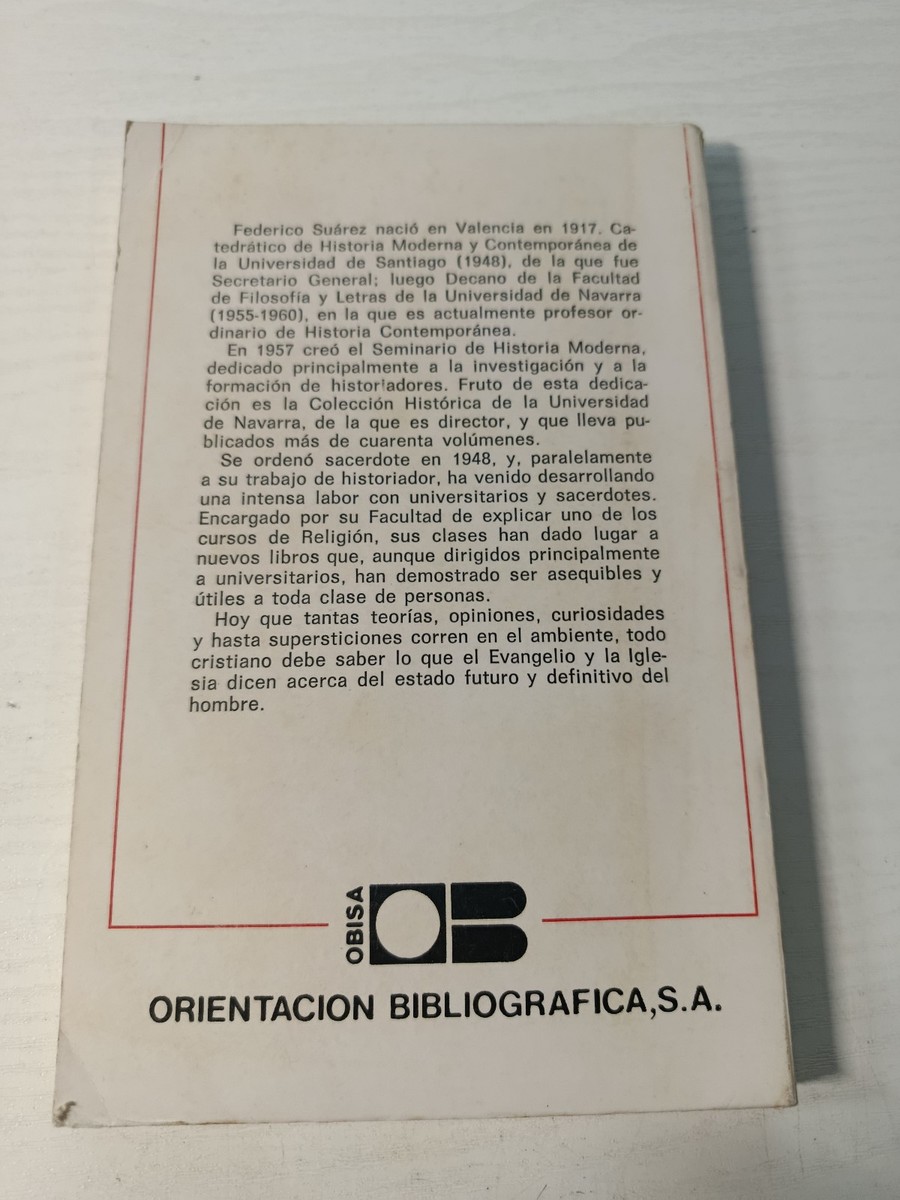 Federico Suárez nació en Valencia en 1917. Ca-
tedrático de Historia Moderna y Contemporánea de
la Universidad de Santiago (1948), de la que fue
Secretario General; luego Decano de la Facultad
de Filosofía y Letras de la Universidad de Navarra
(1955-1960), en la que es actualmente profesor or-
dinario de Historia Contemporánea.
En 1957 creó el Seminario de Historia Moderna,
dedicado principalmente a la investigación y a la
formación de historiadores. Fruto de esta dedica-
ción es la Colección Histórica de la Universidad
de Navarra, de la que es director, y que lleva pu-
blicados más de cuarenta volúmenes.
Se ordenó sacerdote en 1948, y, paralelamente
a su trabajo de historiador, ha venido desarrollando
una intensa labor con universitarios y sacerdotes.
Encargado por su Facultad de explicar uno de los
cursos de Religión, sus clases han dado lugar a
nuevos libros que, aunque dirigidos principalmente
a universitarios, han demostrado ser asequibles y
útiles a toda clase de personas.
Hoy que tantas teorías, opiniones, curiosidades
y hasta supersticiones corren en el ambiente, todo
cristiano debe saber lo que el Evangelio y la Igle-
sia dicen acerca del estado futuro y definitivo del
hombre.
OBISA
OB
ORIENTACION BIBLIOGRAFICA,S.A.